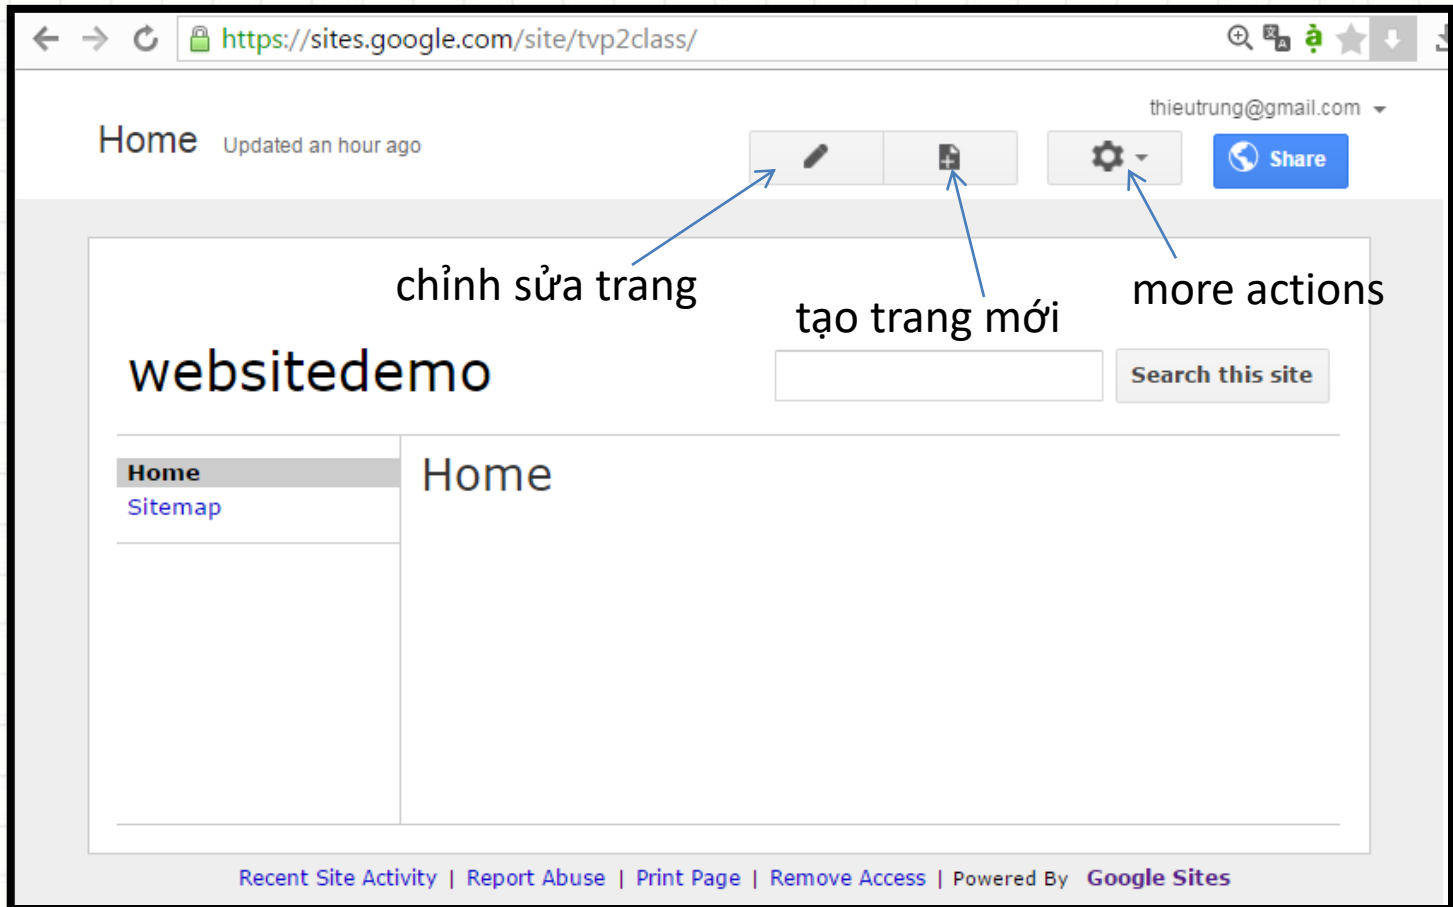 https://sites.google.com/site/tvp2class/
thieutrung@gmail.com
Home Updated an hour ago
Share
chỉnh sửa trang
tạo trang mới
more actions
websitedemo
Search this site
Home
Sitemap
Home
Recent Site Activity | Report Abuse | Print Page | Remove Access | Powered By Google Sites